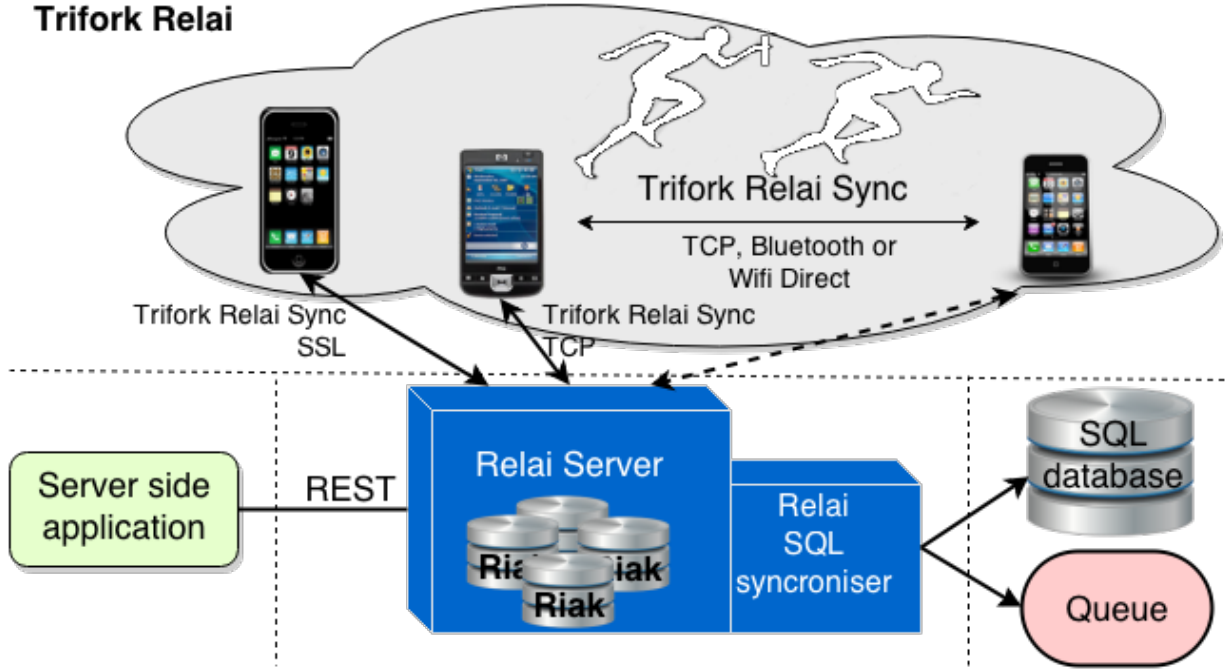 Trifork Relai
Trifork Relai Sync
TCP, Bluetooth or
Wifi Direct
Trifork Relai Sync
SSL
Trifork Relai Sync
TCP
Server side
application
REST
Relai Server
Riak
Riak
Relai
SQL
syncroniser
SQL
database
Queue